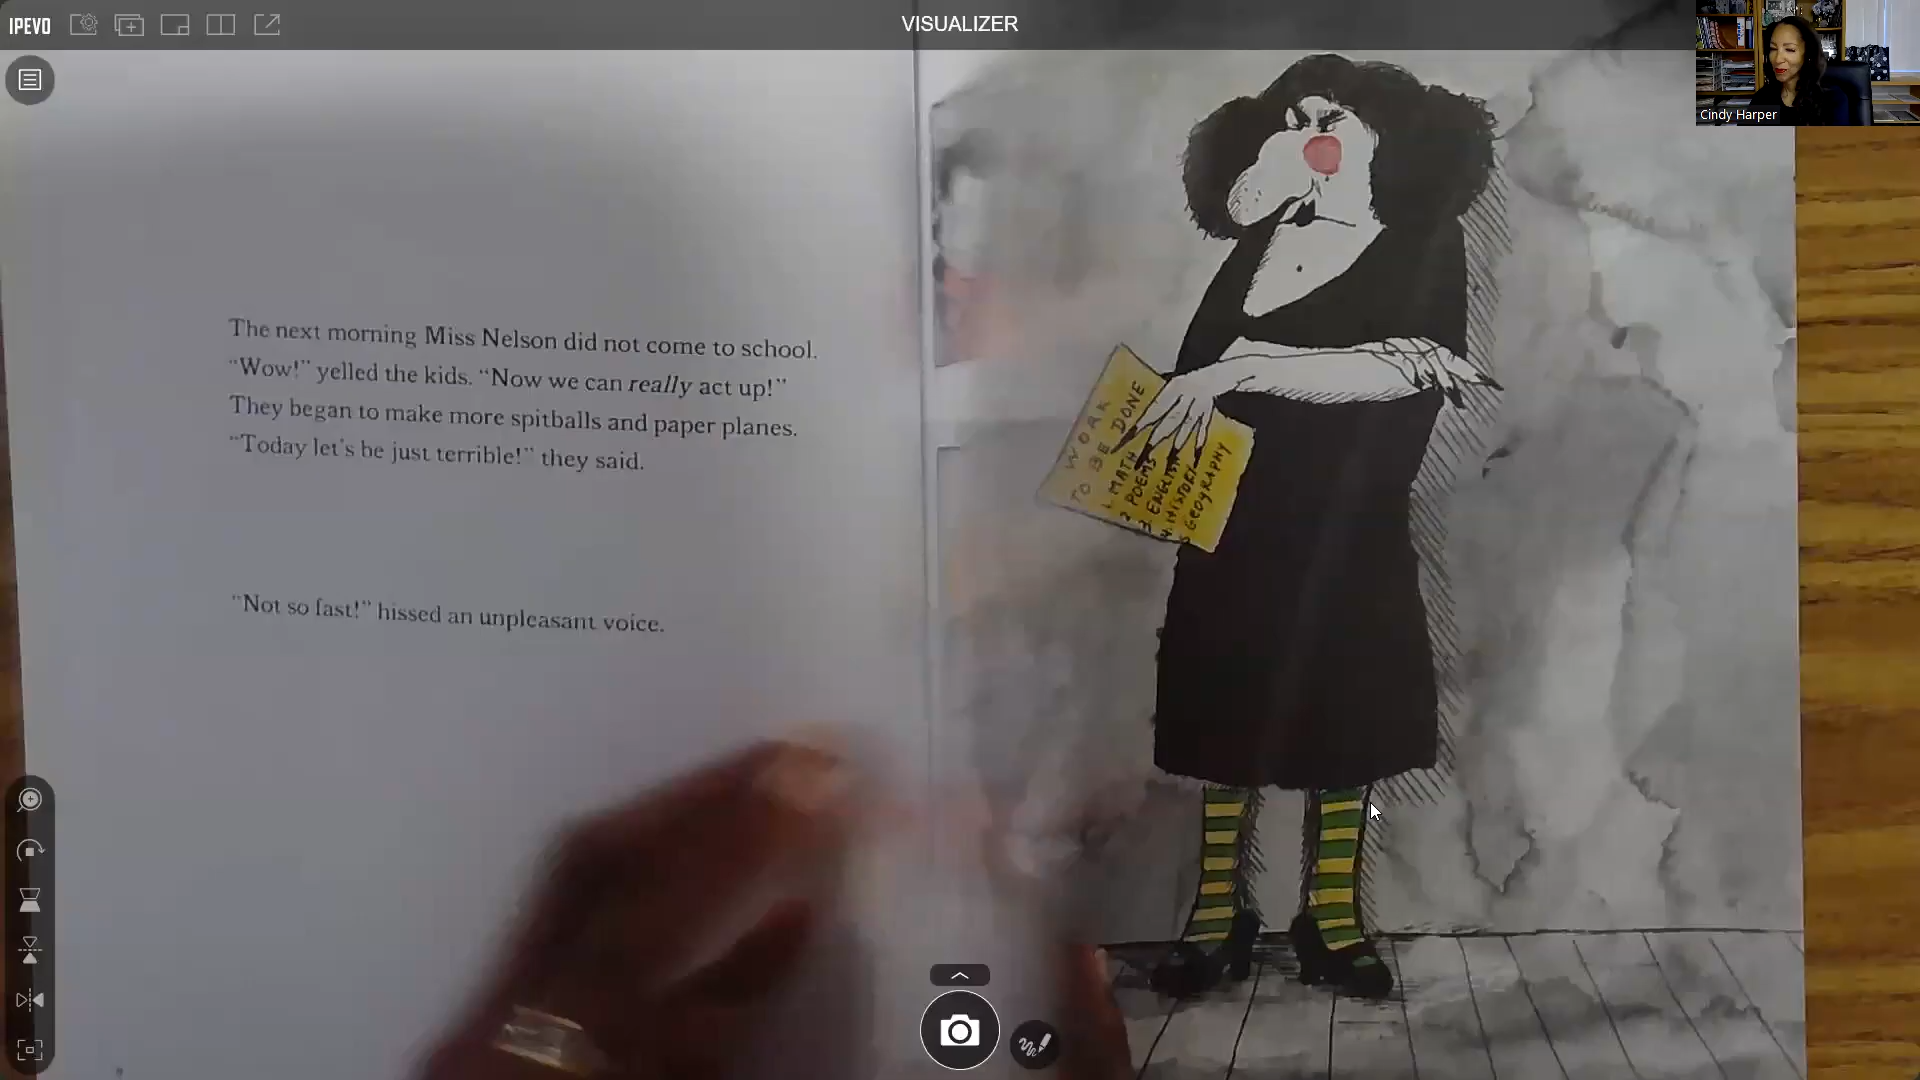 IPEVO
VISUALIZER
Cindy Harper
The next morning Miss Nelson did not come to school.
“Wow!” yelled the kids. “Now we can really act up!”
They began to make more spitballs and paper planes.
“Today let’s be just terrible!” they said.
“Not so fast!” hissed an unpleasant voice.
WORK
TO BE DONE
1. MATH
2 POEMS
3. ENGLISH
4. HISTORY
5 GEOGRAPHY